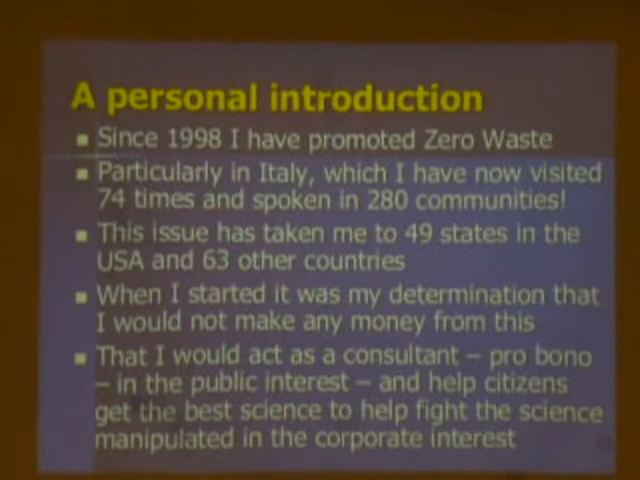 A personal introduction
▪ Since 1998 I have promoted Zero Waste
▪ Particularly in Italy, which I have now visited
74 times and spoken in 280 communities!
▪ This issue has taken me to 49 states in the
USA and 63 other countries
▪ When I started it was my determination that
I would not make any money from this
▪ That I would act as a consultant – pro bono
– in the public interest – and help citizens
get the best science to help fight the science
manipulated in the corporate interest